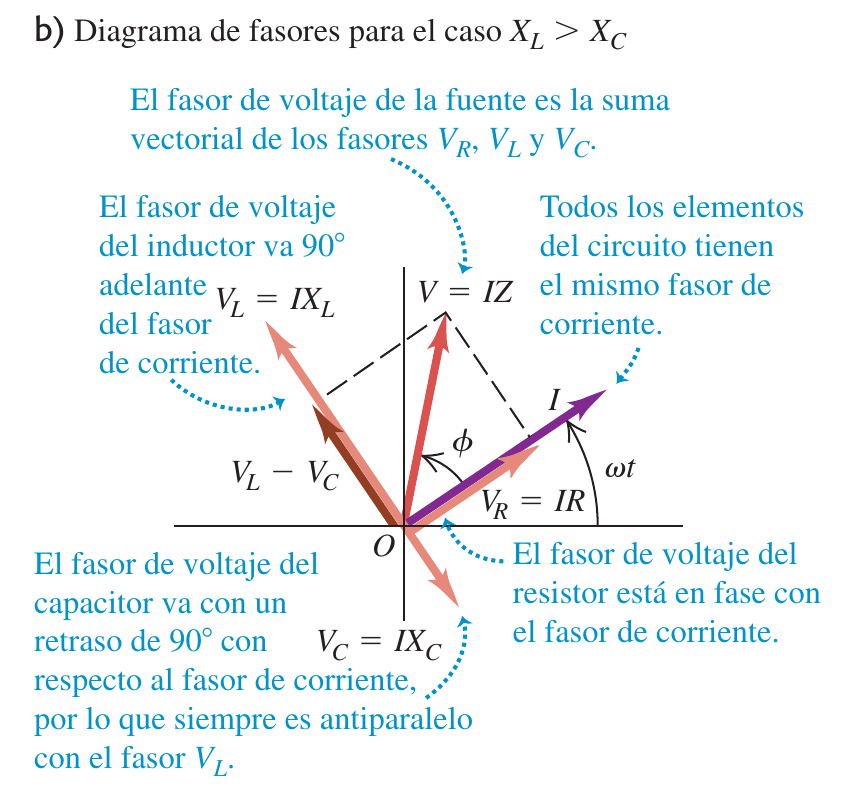 b) Diagrama de fasores para el caso X_L > X_C
El fasor de voltaje de la fuente es la suma
vectorial de los fasores V_R, V_L y V_C.
El fasor de voltaje
del inductor va 90°
adelante
del fasor
de corriente.
Todos los elementos
del circuito tienen
el mismo fasor de
corriente.
V_L = IX_L
V = IZ
I
ϕ
ωt
V_L − V_C
V_R = IR
O
El fasor de voltaje del
capacitor va con un
retraso de 90° con
respecto al fasor de corriente,
por lo que siempre es antiparalelo
con el fasor V_L.
V_C = IX_C
El fasor de voltaje del
resistor está en fase con
el fasor de corriente.